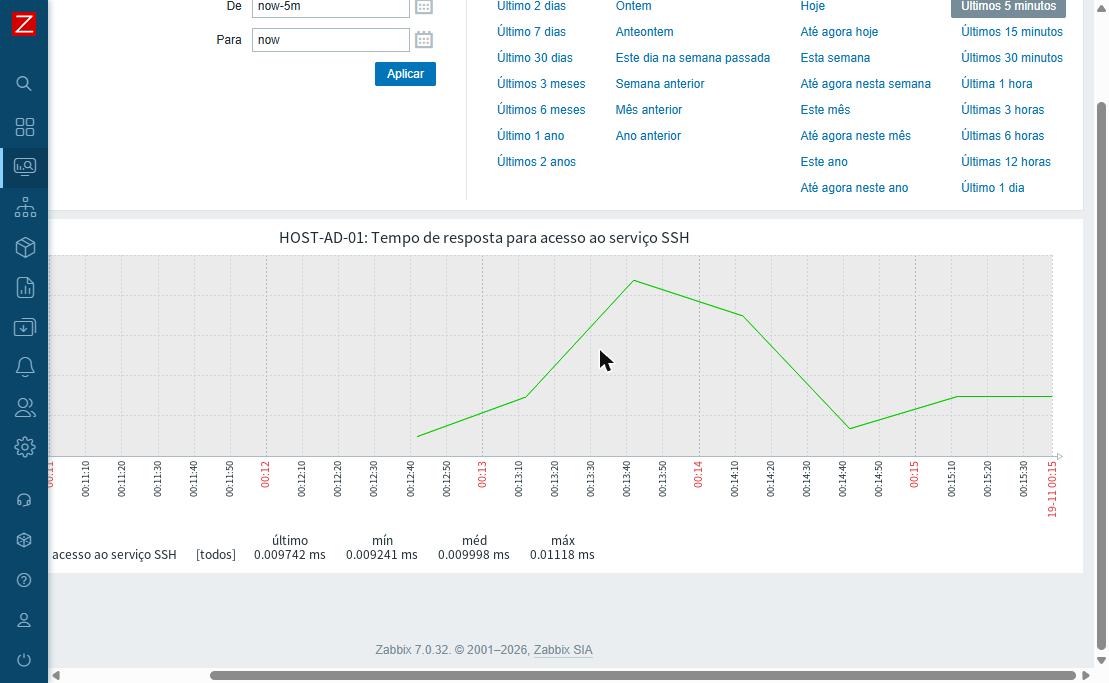 Z
De now-5m
Para now
Aplicar
Último 2 dias Ontem Hoje Últimos 5 minutos
Último 7 dias Anteontem Até agora hoje Últimos 15 minutos
Último 30 dias Este dia na semana passada Esta semana Últimos 30 minutos
Últimos 3 meses Semana anterior Até agora nesta semana Última 1 hora
Últimos 6 meses Mês anterior Este mês Últimas 3 horas
Último 1 ano Ano anterior Até agora neste mês Últimas 6 horas
Últimos 2 anos Este ano Últimas 12 horas
Até agora neste ano Último 1 dia
HOST-AD-01: Tempo de resposta para acesso ao serviço SSH
00:11 00:11:10 00:11:20 00:11:30 00:11:40 00:11:50 00:12 00:12:10 00:12:20 00:12:30 00:12:40 00:12:50 00:13 00:13:10 00:13:20 00:13:30 00:13:40 00:13:50 00:14 00:14:10 00:14:20 00:14:30 00:14:40 00:14:50 00:15 00:15:10 00:15:20 00:15:30 19-11 00:15
último mín méd máx
acesso ao serviço SSH [todos] 0.009742 ms 0.009241 ms 0.009998 ms 0.01118 ms
Zabbix 7.0.32. © 2001–2026, Zabbix SIA